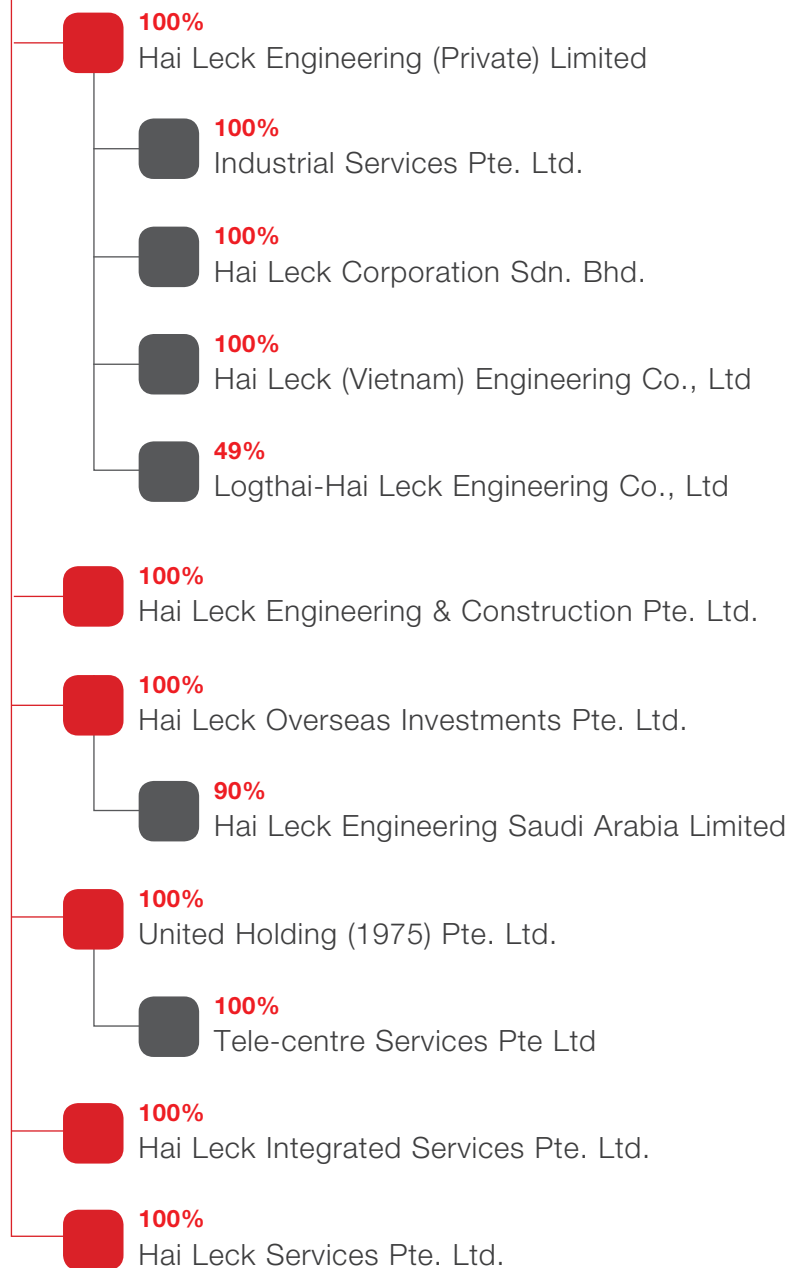 100%
Hai Leck Engineering (Private) Limited
100%
Industrial Services Pte. Ltd.
100%
Hai Leck Corporation Sdn. Bhd.
100%
Hai Leck (Vietnam) Engineering Co., Ltd
49%
Logthai-Hai Leck Engineering Co., Ltd
100%
Hai Leck Engineering & Construction Pte. Ltd.
100%
Hai Leck Overseas Investments Pte. Ltd.
90%
Hai Leck Engineering Saudi Arabia Limited
100%
United Holding (1975) Pte. Ltd.
100%
Tele-centre Services Pte Ltd
100%
Hai Leck Integrated Services Pte. Ltd.
100%
Hai Leck Services Pte. Ltd.